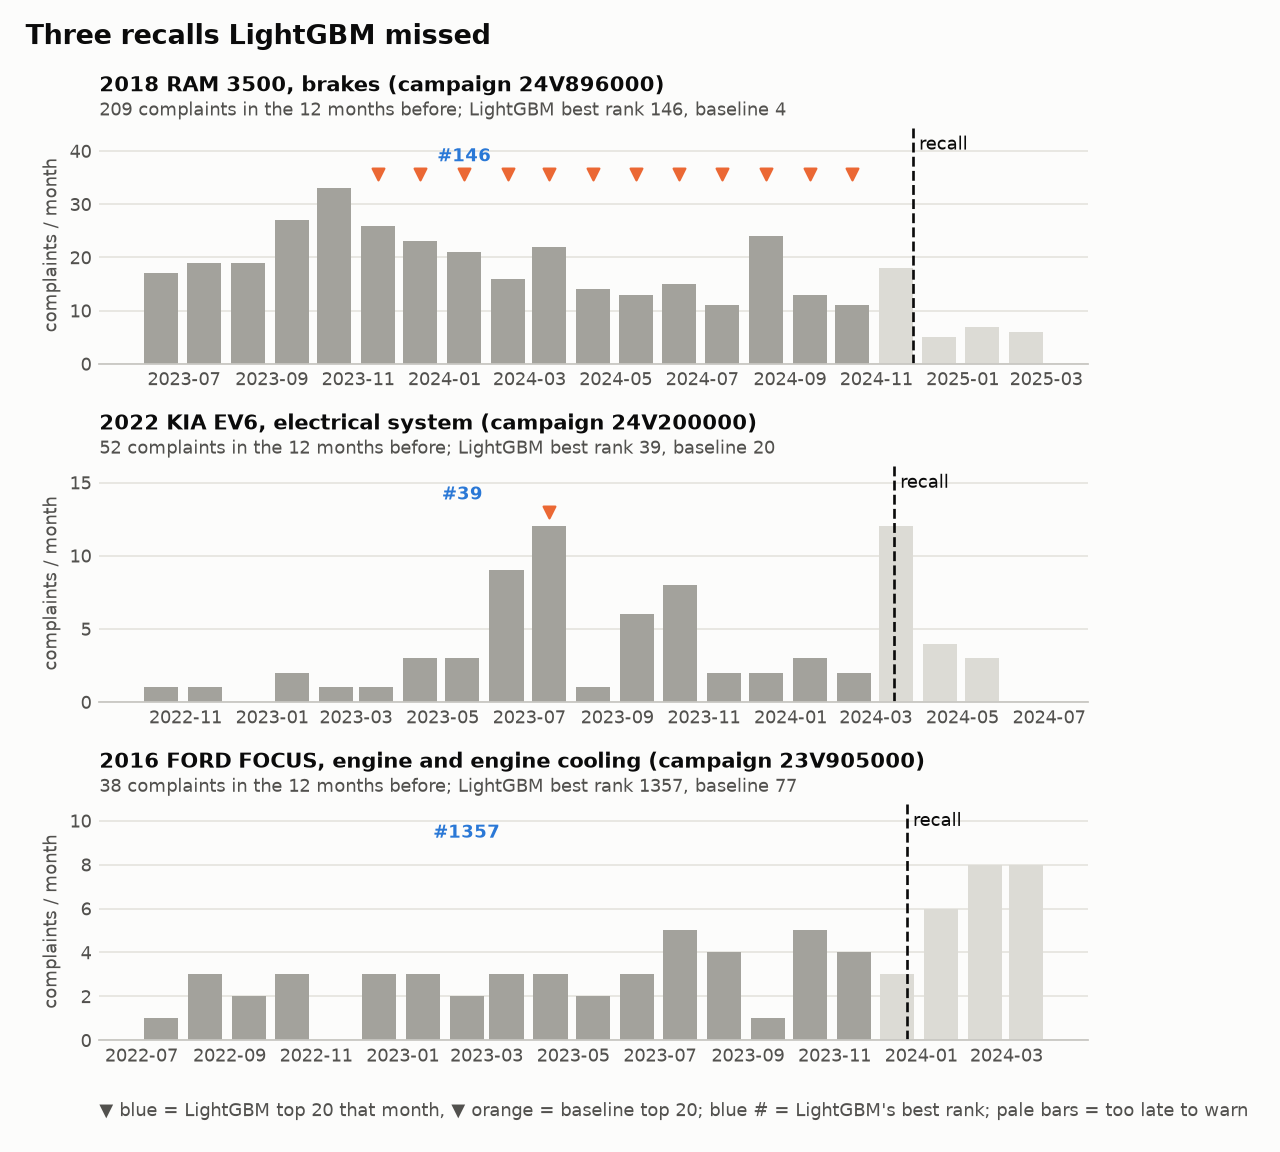 Three recalls LightGBM missed
2018 RAM 3500, brakes (campaign 24V896000)
209 complaints in the 12 months before; LightGBM best rank 146, baseline 4
complaints / month
40
30
20
10
0
#146
recall
2023-07 2023-09 2023-11 2024-01 2024-03 2024-05 2024-07 2024-09 2024-11 2025-01 2025-03
2022 KIA EV6, electrical system (campaign 24V200000)
52 complaints in the 12 months before; LightGBM best rank 39, baseline 20
complaints / month
15
10
5
0
#39
recall
2022-11 2023-01 2023-03 2023-05 2023-07 2023-09 2023-11 2024-01 2024-03 2024-05 2024-07
2016 FORD FOCUS, engine and engine cooling (campaign 23V905000)
38 complaints in the 12 months before; LightGBM best rank 1357, baseline 77
complaints / month
10
8
6
4
2
0
#1357
recall
2022-07 2022-09 2022-11 2023-01 2023-03 2023-05 2023-07 2023-09 2023-11 2024-01 2024-03
▼ blue = LightGBM top 20 that month, ▼ orange = baseline top 20; blue # = LightGBM's best rank; pale bars = too late to warn